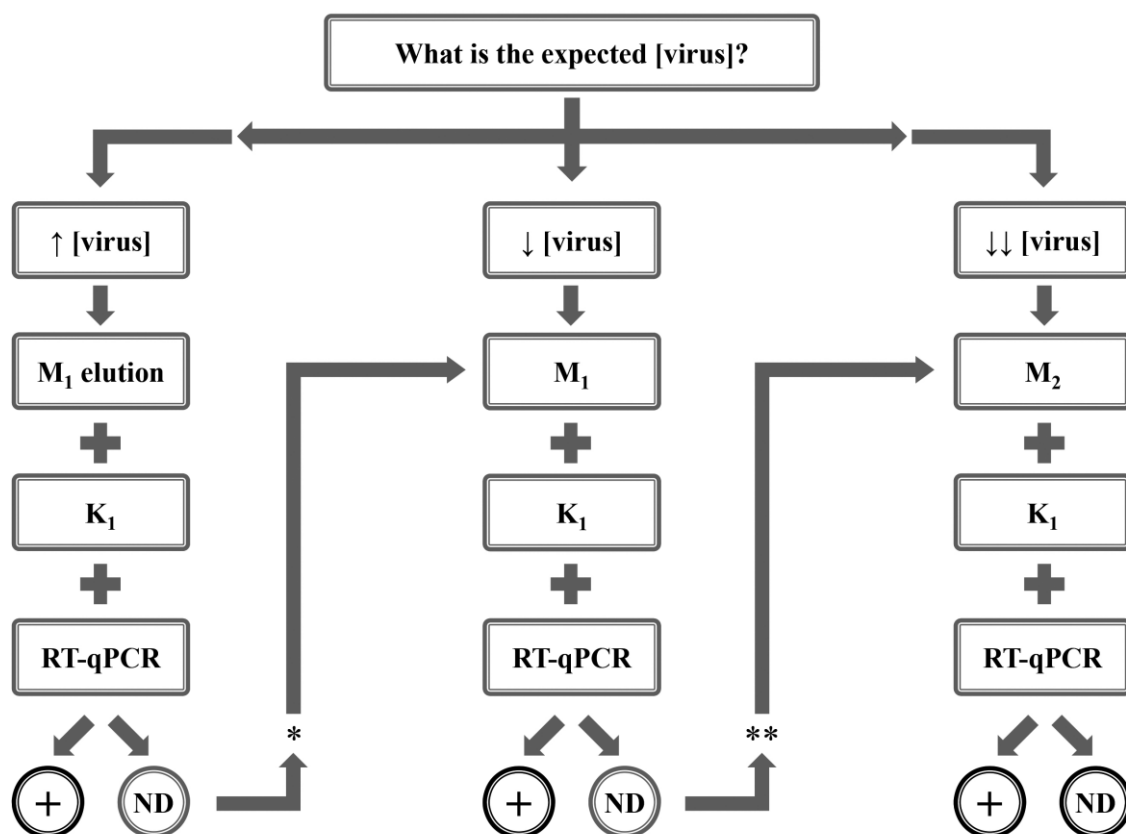 What is the expected [virus]?
↑ [virus]
↓ [virus]
↓↓ [virus]
M₁ elution
M₁
M₂
+
+
+
K₁
K₁
K₁
+
+
+
RT-qPCR
RT-qPCR
RT-qPCR
*
**
+
ND
+
ND
+
ND